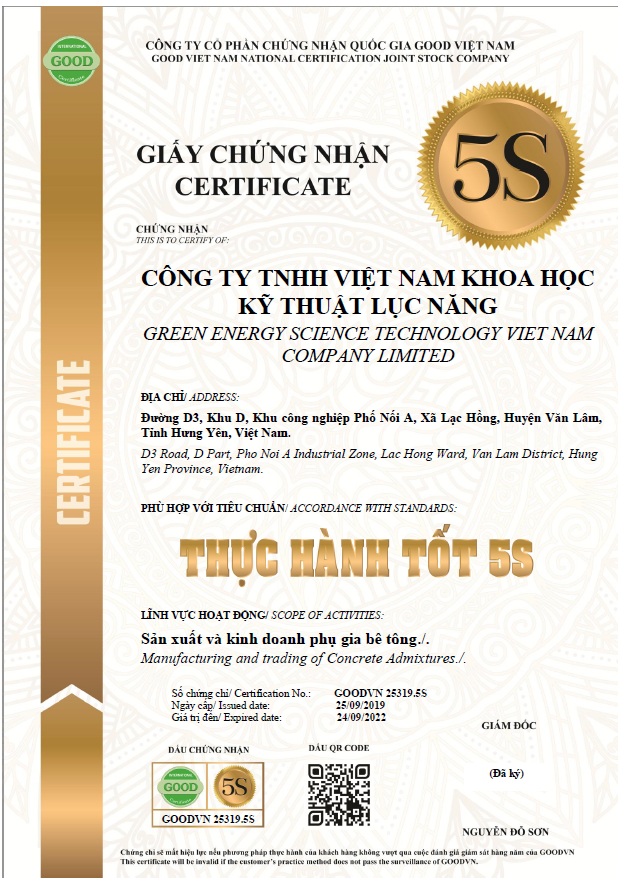 INTERNATIONAL
GOOD
Certificate
CÔNG TY CỔ PHẦN CHỨNG NHẬN QUỐC GIA GOOD VIỆT NAM
GOOD VIET NAM NATIONAL CERTIFICATION JOINT STOCK COMPANY
5S
GIẤY CHỨNG NHẬN
CERTIFICATE
CHỨNG NHẬN
THIS IS TO CERTIFY OF:
CÔNG TY TNHH VIỆT NAM KHOA HỌC
KỸ THUẬT LỤC NĂNG
GREEN ENERGY SCIENCE TECHNOLOGY VIET NAM
COMPANY LIMITED
CERTIFICATE
ĐỊA CHỈ/ ADDRESS:
Đường D3, Khu D, Khu công nghiệp Phố Nối A, Xã Lạc Hồng, Huyện Văn Lâm,
Tỉnh Hưng Yên, Việt Nam.
D3 Road, D Part, Pho Noi A Industrial Zone, Lac Hong Ward, Van Lam District, Hung
Yen Province, Vietnam.
PHÙ HỢP VỚI TIÊU CHUẨN/ ACCORDANCE WITH STANDARDS:
THỰC HÀNH TỐT 5S
LĨNH VỰC HOẠT ĐỘNG/ SCOPE OF ACTIVITIES:
Sản xuất và kinh doanh phụ gia bê tông./.
Manufacturing and trading of Concrete Admixtures./.
Số chứng chỉ/ Certification No.: GOODVN 25319.5S
Ngày cấp/ Issued date: 25/09/2019
Giá trị đến/ Expired date: 24/09/2022
GIÁM ĐỐC
DẤU CHỨNG NHẬN
DẤU QR CODE
INTERNATIONAL
GOOD
Certificate
5S
GOODVN 25319.5S
(Đã ký)
NGUYỄN ĐỖ SƠN
Chứng chỉ sẽ mất hiệu lực nếu phương pháp thực hành của khách hàng không vượt qua cuộc đánh giá giám sát hàng năm của GOODVN
This certificate will be invalid if the customer's practice method does not pass the surveillance of GOODVN.